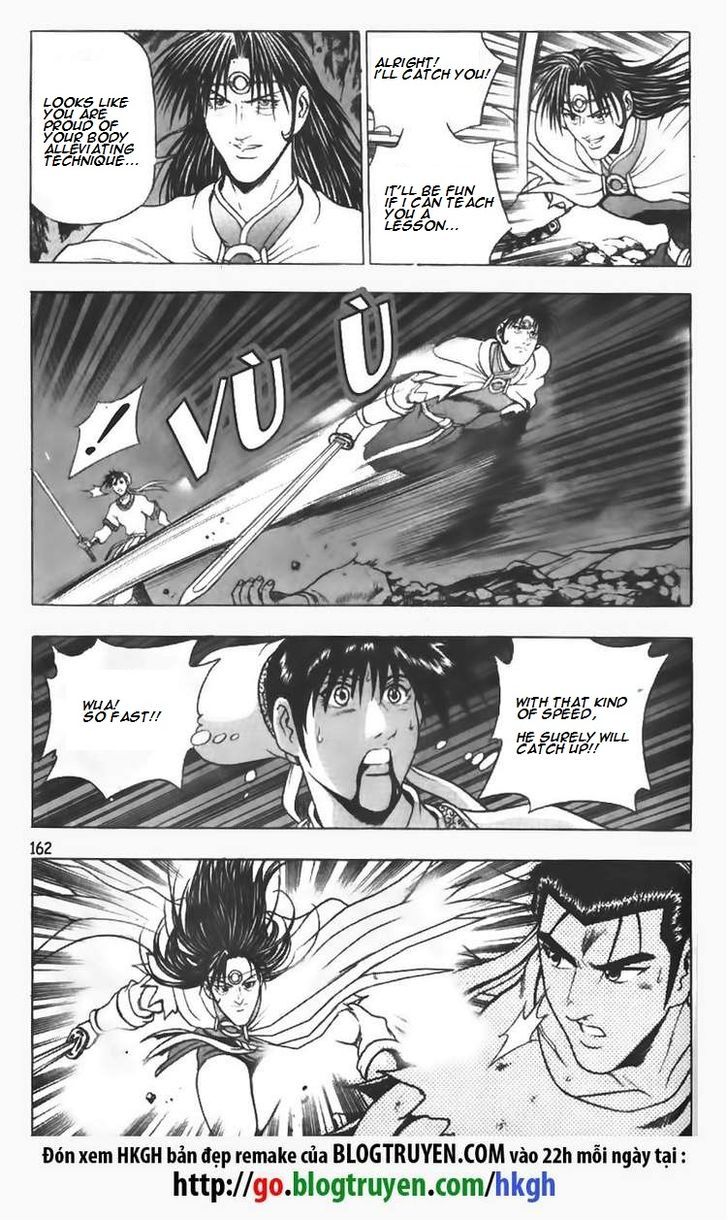 LOOKS LIKE
YOU ARE
PROUD OF
YOUR BODY
ALLEVIATING
TECHNIQUE...
ALRIGHT!
I'LL CATCH YOU!
IT'LL BE FUN
IF I CAN TEACH
YOU A
LESSON...
VÙ Ù
!
WUA!
SO FAST!!
WITH THAT KIND
OF SPEED,
HE SURELY WILL
CATCH UP!!
162
Đón xem HKGH bản đẹp remake của BLOGTRUYEN.COM vào 22h mỗi ngày tại :
http://go.blogtruyen.com/hkgh